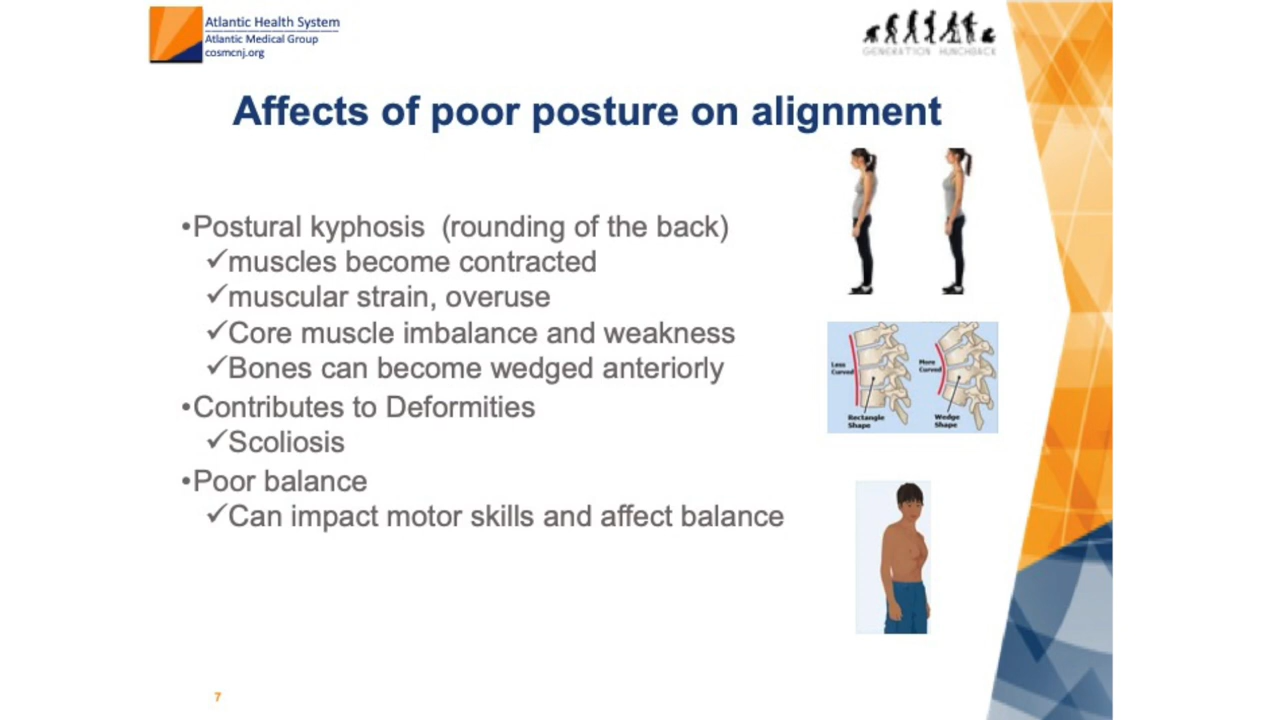 Atlantic Health System
Atlantic Medical Group
cosmcnj.org
GENERATION HUNCHBACK
Affects of poor posture on alignment
•Postural kyphosis (rounding of the back)
✓muscles become contracted
✓muscular strain, overuse
✓Core muscle imbalance and weakness
✓Bones can become wedged anteriorly
•Contributes to Deformities
✓Scoliosis
•Poor balance
✓Can impact motor skills and affect balance
Less
Curved
More
Curved
Rectangle
Shape
Wedge
Shape
7